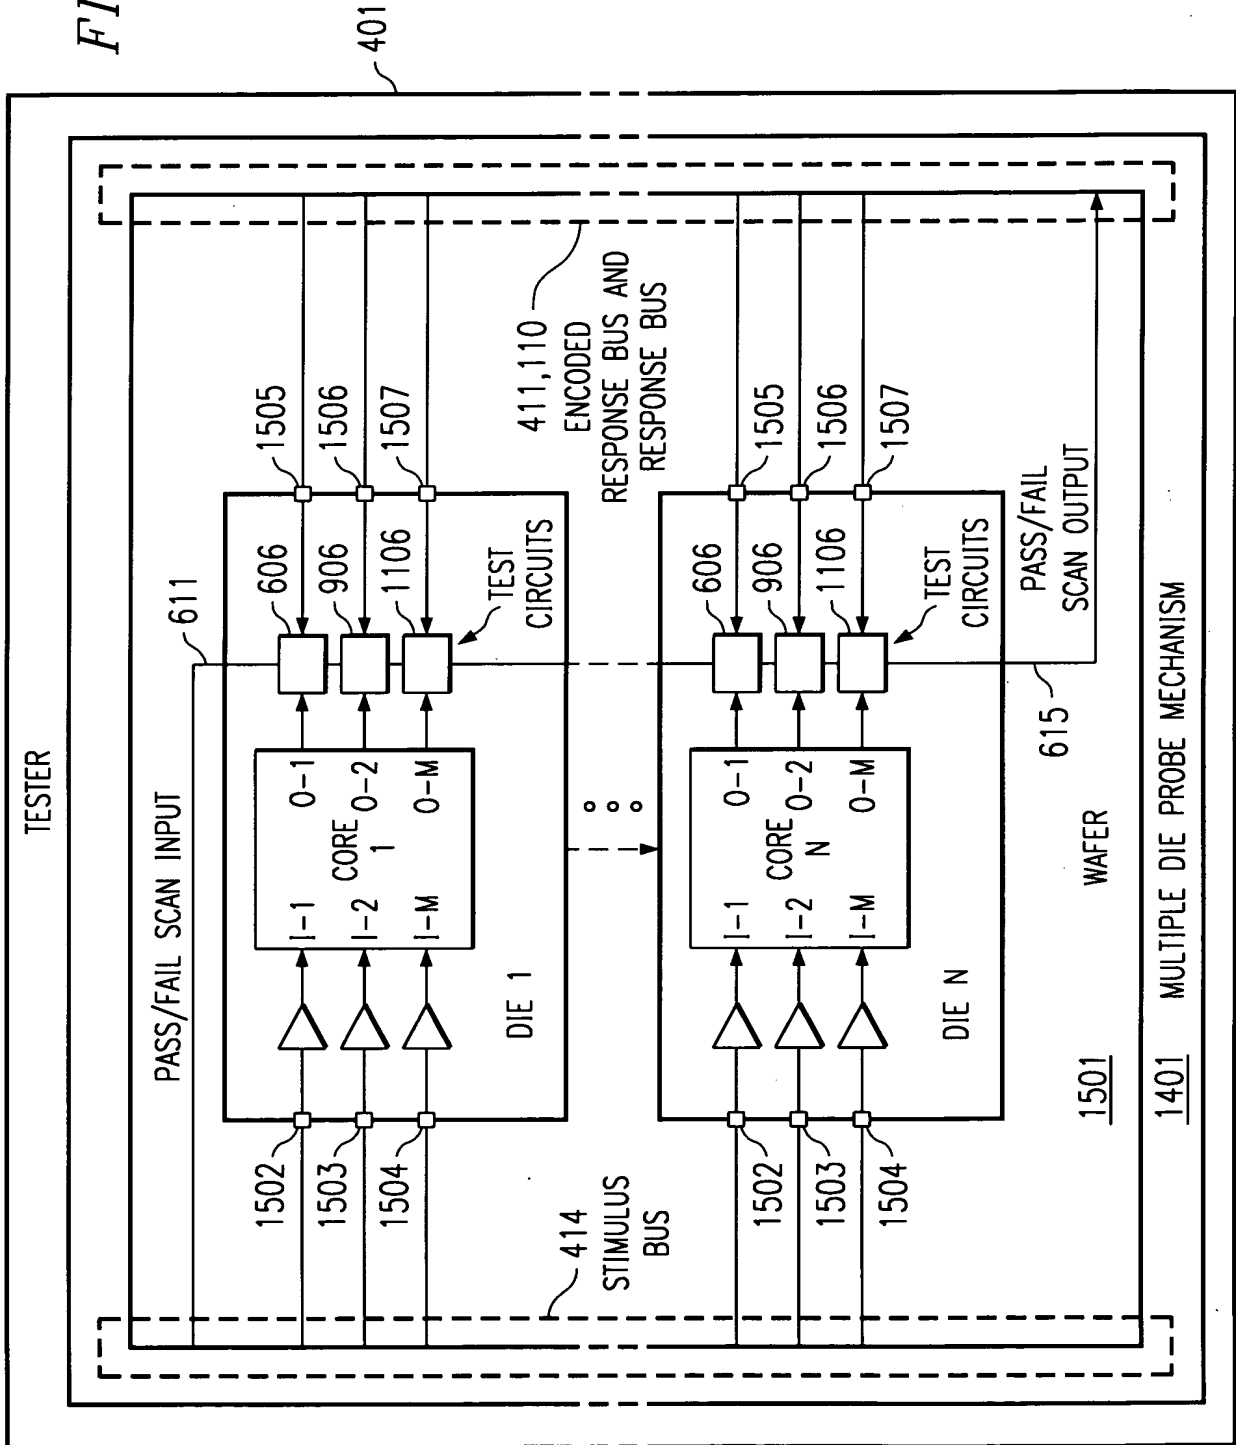 FI
401
TESTER
PASS/FAIL SCAN INPUT
611
1502
1503
1504
I-1
I-2
I-M
CORE
1
O-1
O-2
O-M
606
906
1106
TEST
CIRCUITS
1505
1506
1507
DIE 1
414
STIMULUS
BUS
411,110
ENCODED
RESPONSE BUS AND
RESPONSE BUS
1502
1503
1504
I-1
I-2
I-M
CORE
N
O-1
O-2
O-M
606
906
1106
TEST
CIRCUITS
1505
1506
1507
DIE N
615
PASS/FAIL
SCAN OUTPUT
1501
WAFER
1401
MULTIPLE DIE PROBE MECHANISM